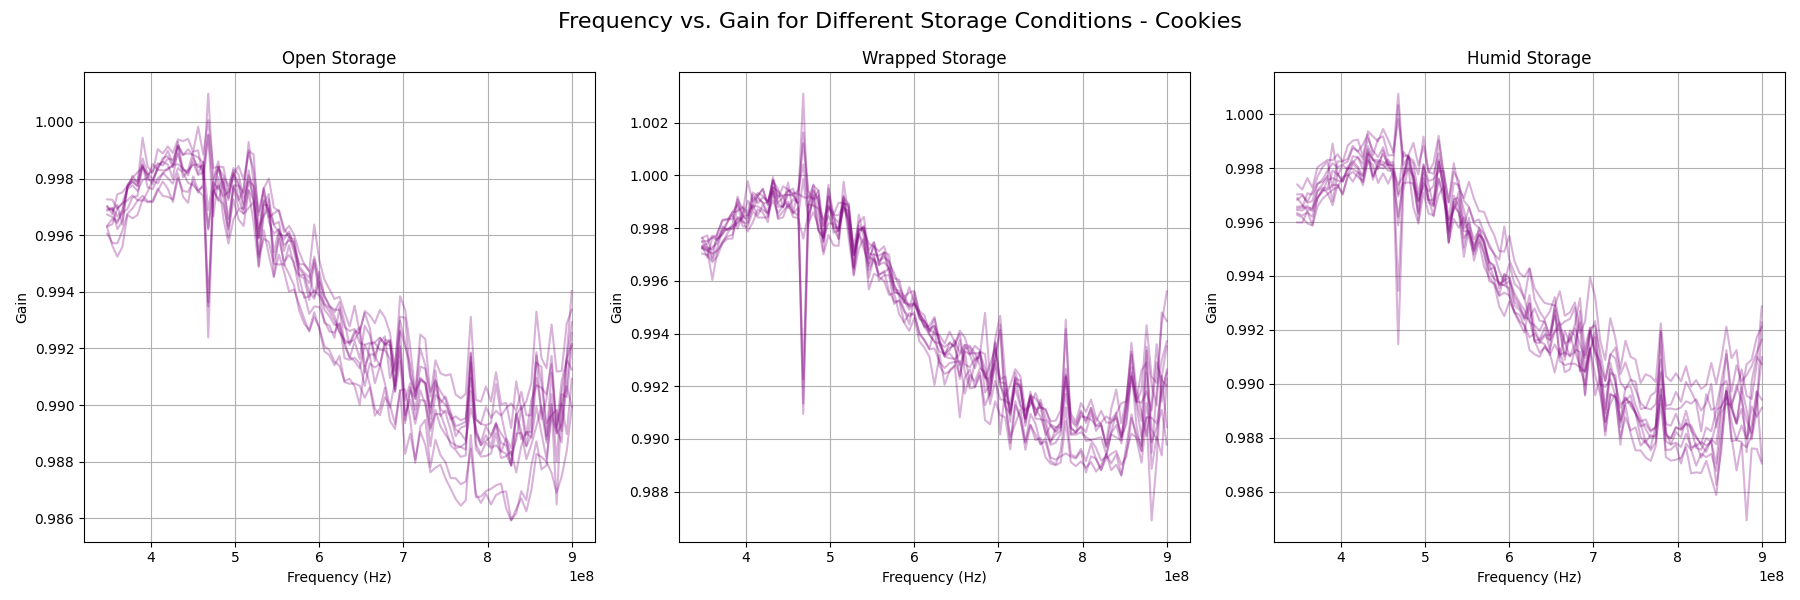 Frequency vs. Gain for Different Storage Conditions - Cookies
Open Storage
Gain
1.000
0.998
0.996
0.994
0.992
0.990
0.988
0.986
4 5 6 7 8 9
1e8
Frequency (Hz)
Wrapped Storage
Gain
1.002
1.000
0.998
0.996
0.994
0.992
0.990
0.988
4 5 6 7 8 9
1e8
Frequency (Hz)
Humid Storage
Gain
1.000
0.998
0.996
0.994
0.992
0.990
0.988
0.986
4 5 6 7 8 9
1e8
Frequency (Hz)